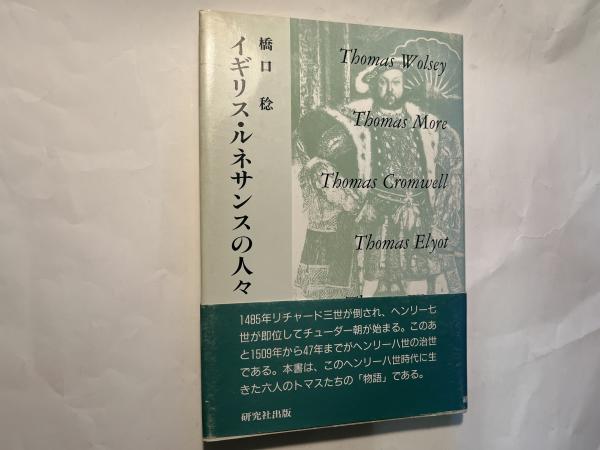 橋口 稔
イギリス・ルネサンスの人々
Thomas Wolsey
Thomas More
Thomas Cromwell
Thomas Elyot
1485年リチャード三世が倒され、ヘンリー七
世が即位してチューダー朝が始まる。このあ
と1509年から47年までがヘンリー八世の治世
である。本書は、このヘンリー八世時代に生
きた六人のトマスたちの「物語」である。
研究社出版